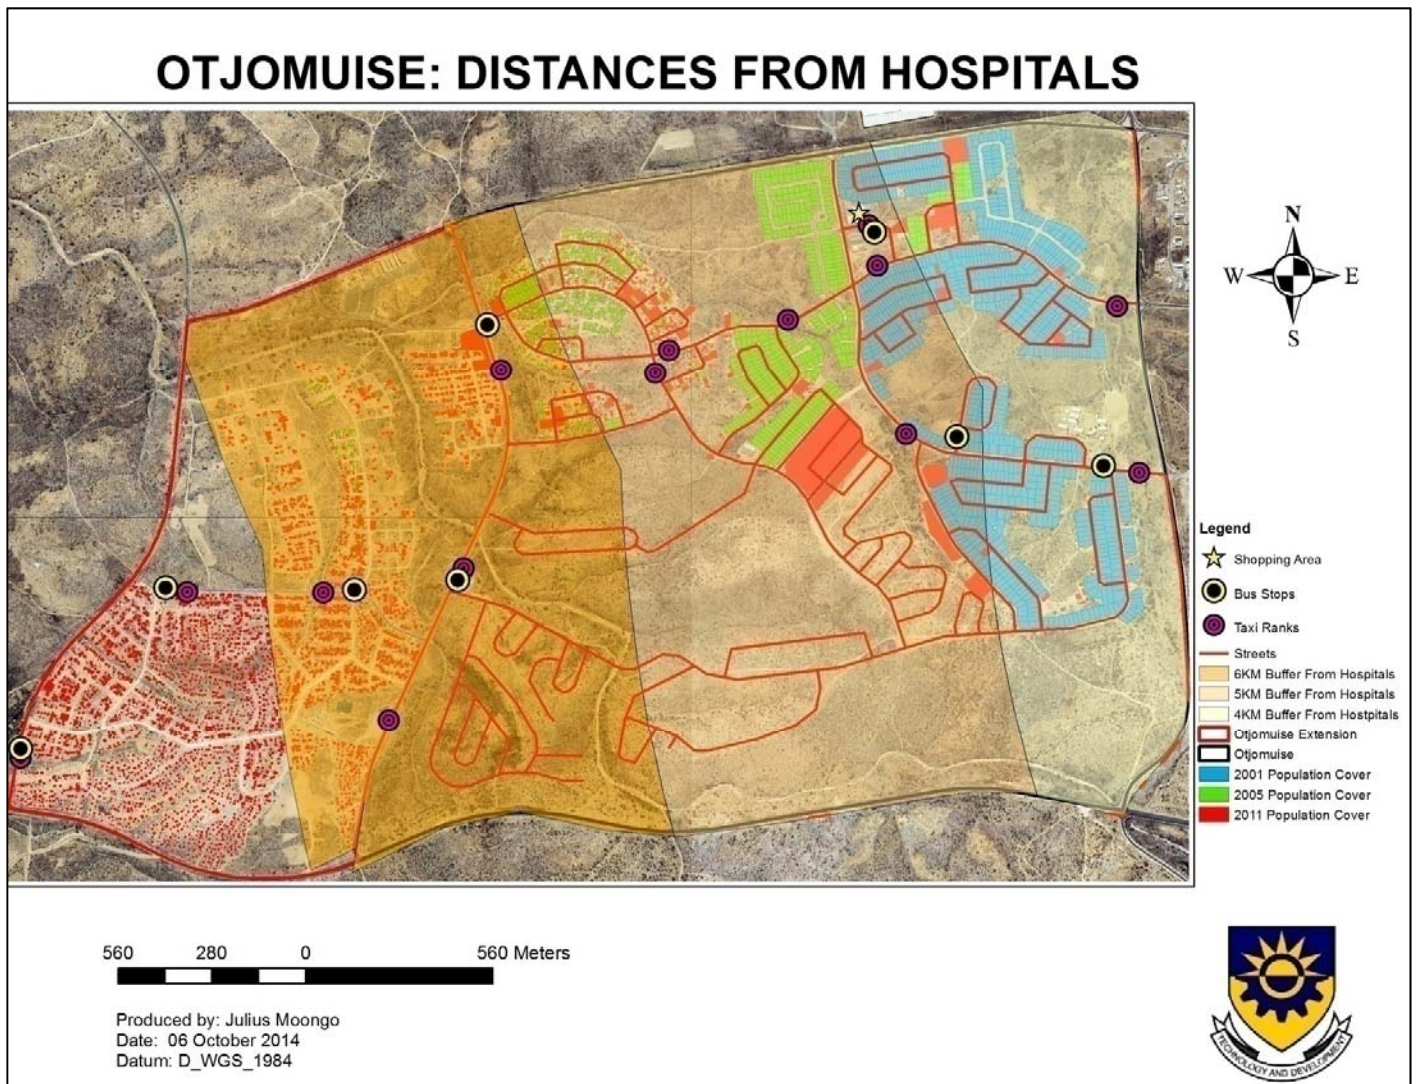 OTJOMUISE: DISTANCES FROM HOSPITALS
N
W E
S
Legend
Shopping Area
Bus Stops
Taxi Ranks
Streets
6KM Buffer From Hospitals
5KM Buffer From Hospitals
4KM Buffer From Hostpitals
Otjomuise Extension
Otjomuise
2001 Population Cover
2005 Population Cover
2011 Population Cover
560 280 0 560 Meters
Produced by: Julius Moongo
Date: 06 October 2014
Datum: D_WGS_1984
TECHNOLOGY AND DEVELOPMENT